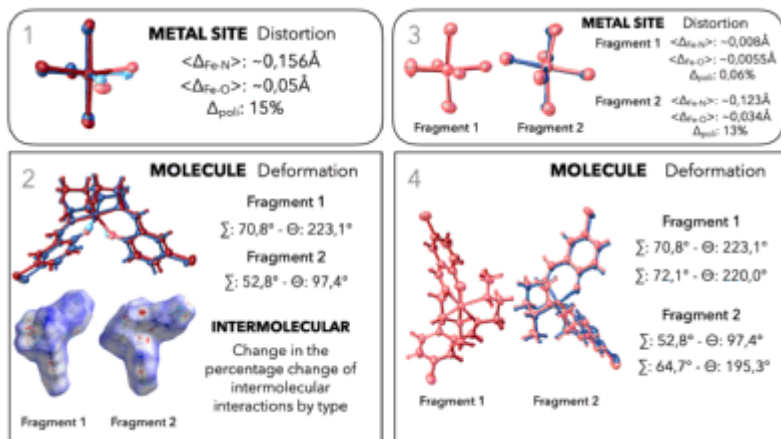 1
METAL SITE Distortion
<ΔFe-N>: ~0,156Å
<ΔFe-O>: ~0,05Å
Δpoli: 15%
2
MOLECULE Deformation
Fragment 1
∑: 70,8° - Θ: 223,1°
Fragment 2
∑: 52,8° - Θ: 97,4°
INTERMOLECULAR
Change in the
percentage change of
intermolecular
interactions by type
Fragment 1
Fragment 2
3
METAL SITE Distortion
Fragment 1
<ΔFe-N>: ~0,008Å
<ΔFe-O>: ~0,0055Å
Δpoli: 0,06%
Fragment 2
<ΔFe-N>: ~0,123Å
<ΔFe-O>: ~0,034Å
Δpoli: 13%
Fragment 1
Fragment 2
4
MOLECULE Deformation
Fragment 1
∑: 70,8° - Θ: 223,1°
∑: 72,1° - Θ: 220,0°
Fragment 2
∑: 52,8° - Θ: 97,4°
∑: 64,7° - Θ: 195,3°
Fragment 1
Fragment 2